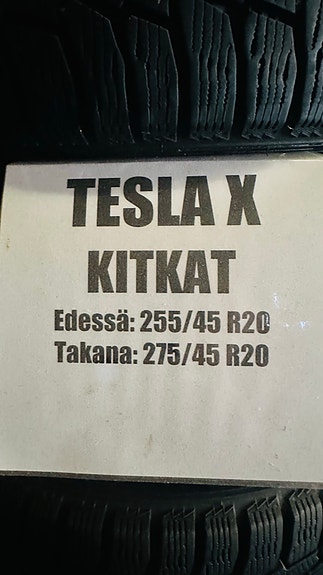 TESLA X
KITKAT
Edessä: 255/45 R20
Takana: 275/45 R20